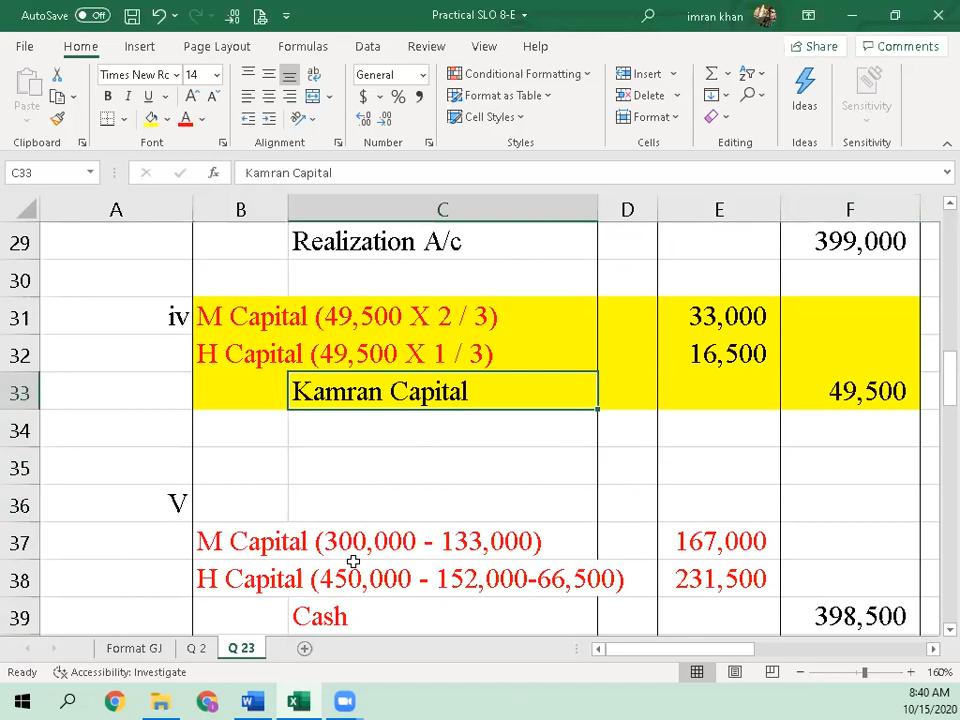 AutoSave Off Practical SLO 8-E imran khan
File Home Insert Page Layout Formulas Data Review View Help Share Comments
Times New Rc 14 General Conditional Formatting Insert
Paste B I U A A $ % Format as Table Delete Ideas Sensitivity
Cell Styles Format
Clipboard Font Alignment Number Styles Cells Editing Ideas Sensitivity
C33 fx Kamran Capital
A B C D E F
29 Realization A/c 399,000
30
31 iv M Capital (49,500 X 2 / 3) 33,000
32 H Capital (49,500 X 1 / 3) 16,500
33 Kamran Capital 49,500
34
35
36 V
37 M Capital (300,000 - 133,000) 167,000
38 H Capital (450,000 - 152,000-66,500) 231,500
39 Cash 398,500
Format GJ Q 2 Q 23
Ready Accessibility: Investigate 160%
8:40 AM
10/15/2020